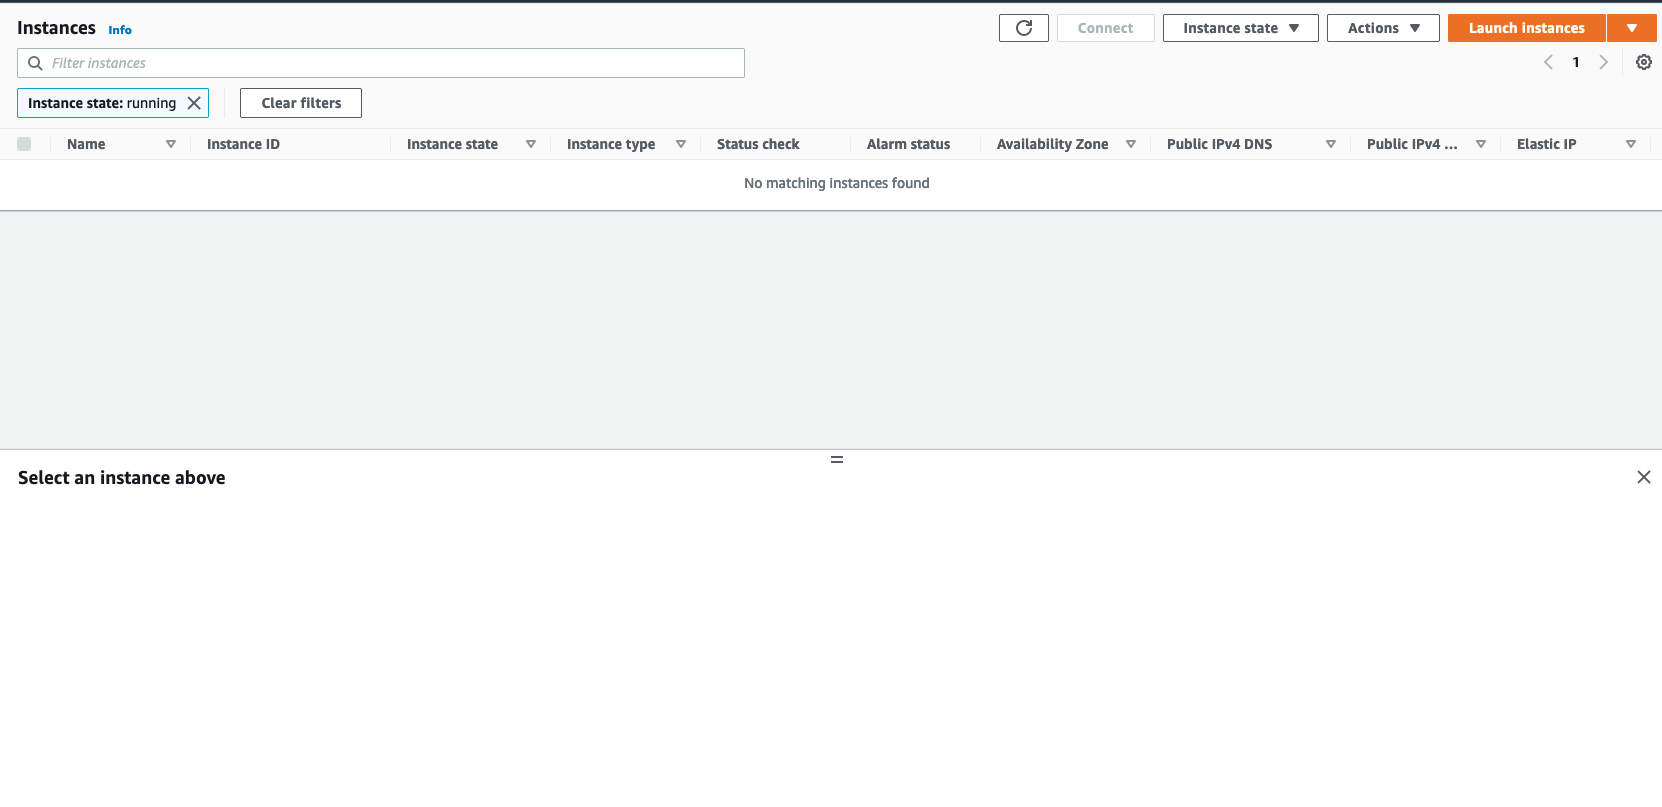 Instances Info
Connect
Instance state
Actions
Launch instances
Filter instances
1
Instance state: running
Clear filters
Name Instance ID Instance state Instance type Status check Alarm status Availability Zone Public IPv4 DNS Public IPv4 ... Elastic IP
No matching instances found
Select an instance above